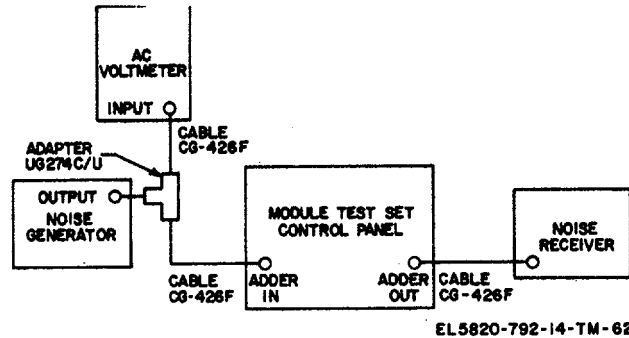 AC
VOLTMETER
INPUT
CABLE
CG-426F
ADAPTER
UG274C/U
OUTPUT
NOISE
GENERATOR
CABLE
CG-426F
MODULE TEST SET
CONTROL PANEL
ADDER
IN
ADDER
OUT
CABLE
CG-426F
NOISE
RECEIVER
EL5820-792-14-TM-62